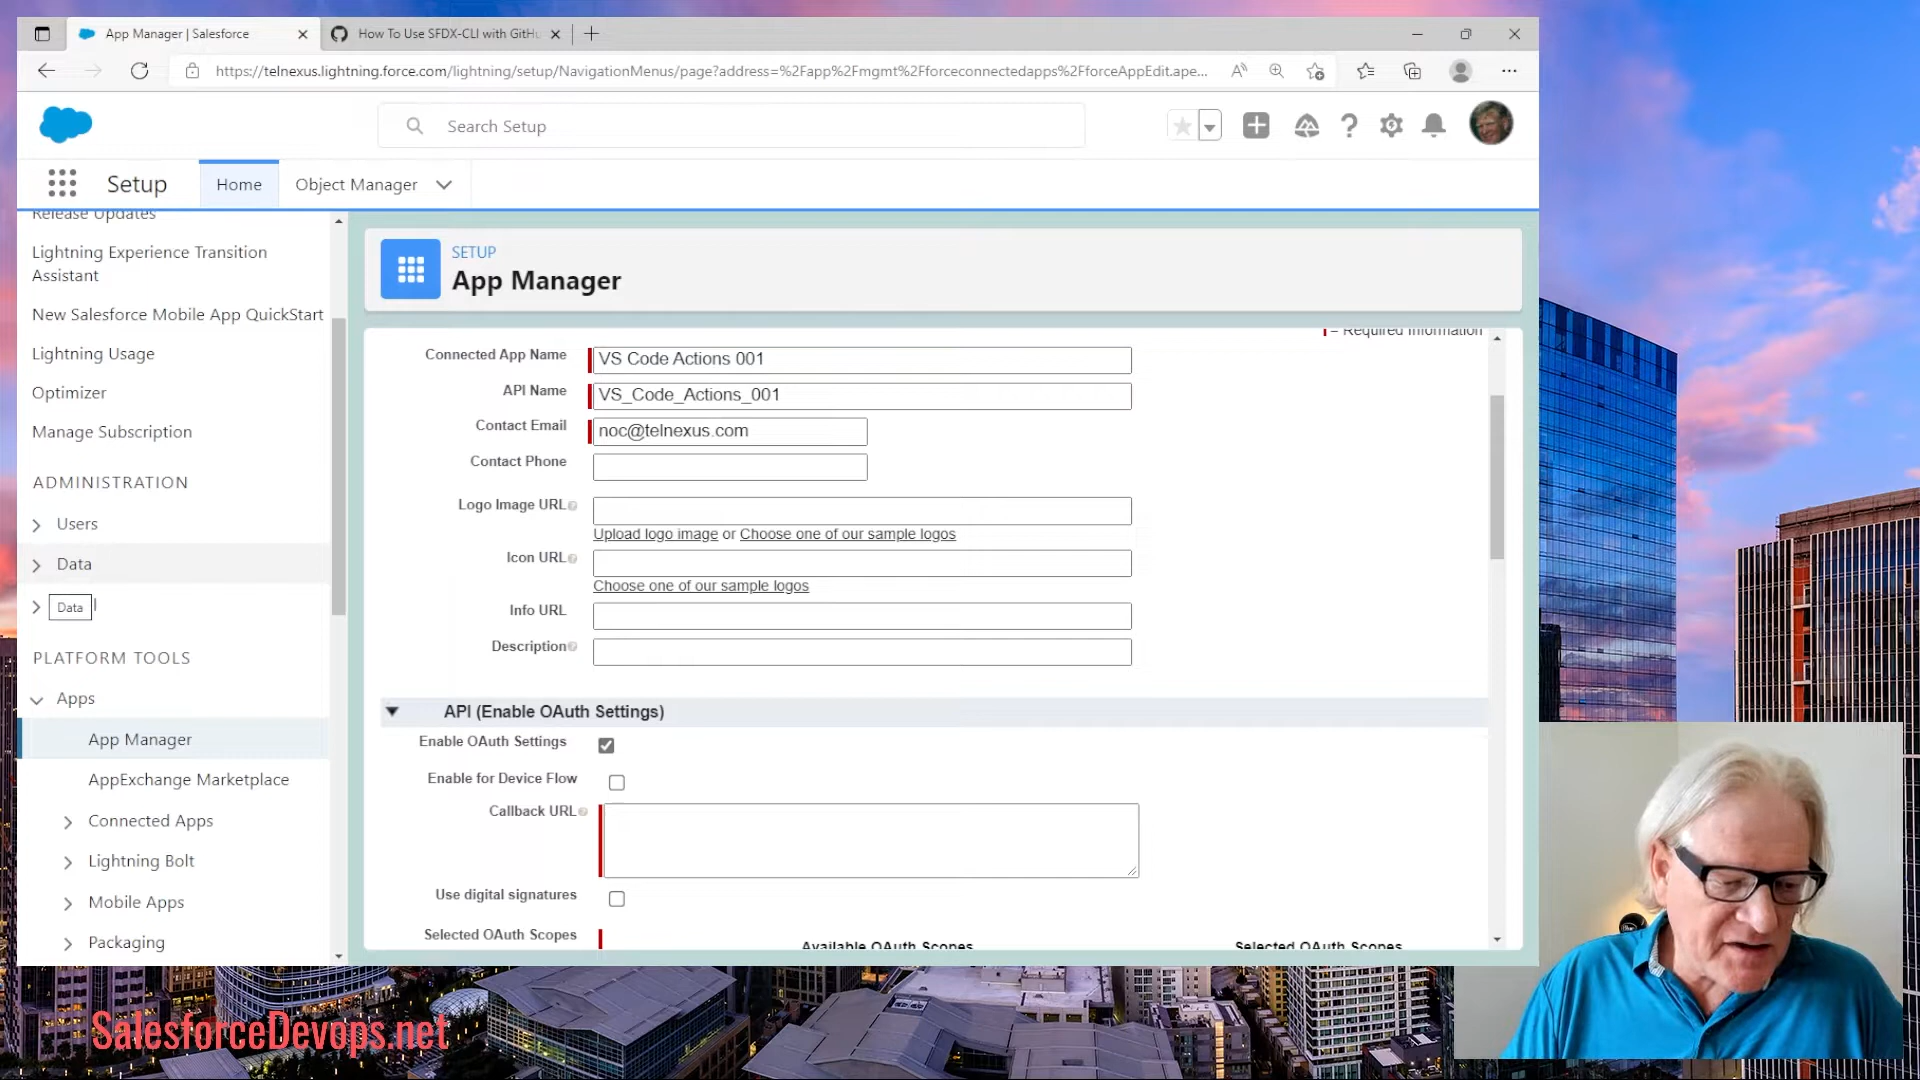 App Manager | Salesforce
How To Use SFDX-CLI with GitHu
https://telnexus.lightning.force.com/lightning/setup/NavigationMenus/page?address=%2Fapp%2Fmgmt%2Fforceconnectedapps%2FforceAppEdit.ape...
Search Setup
Setup
Home
Object Manager
Release Updates
Lightning Experience Transition
Assistant
New Salesforce Mobile App QuickStart
Lightning Usage
Optimizer
Manage Subscription
ADMINISTRATION
Users
Data
Data
PLATFORM TOOLS
Apps
App Manager
AppExchange Marketplace
Connected Apps
Lightning Bolt
Mobile Apps
Packaging
SETUP
App Manager
= Required Information
Connected App Name VS Code Actions 001
API Name VS_Code_Actions_001
Contact Email noc@telnexus.com
Contact Phone
Logo Image URL
Upload logo image or Choose one of our sample logos
Icon URL
Choose one of our sample logos
Info URL
Description
API (Enable OAuth Settings)
Enable OAuth Settings
Enable for Device Flow
Callback URL
Use digital signatures
Selected OAuth Scopes
Available OAuth Scopes Selected OAuth Scopes
SalesforceDevops.net